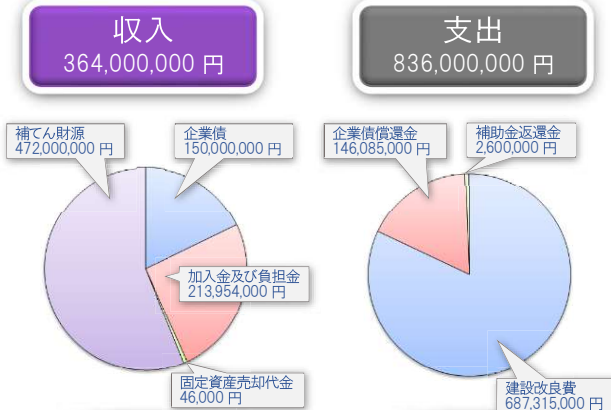 収入
364,000,000 円
支出
836,000,000 円
補てん財源
472,000,000 円
企業債
150,000,000 円
加入金及び負担金
213,954,000 円
固定資産売却代金
46,000 円
企業債償還金
146,085,000 円
補助金返還金
2,600,000 円
建設改良費
687,315,000 円